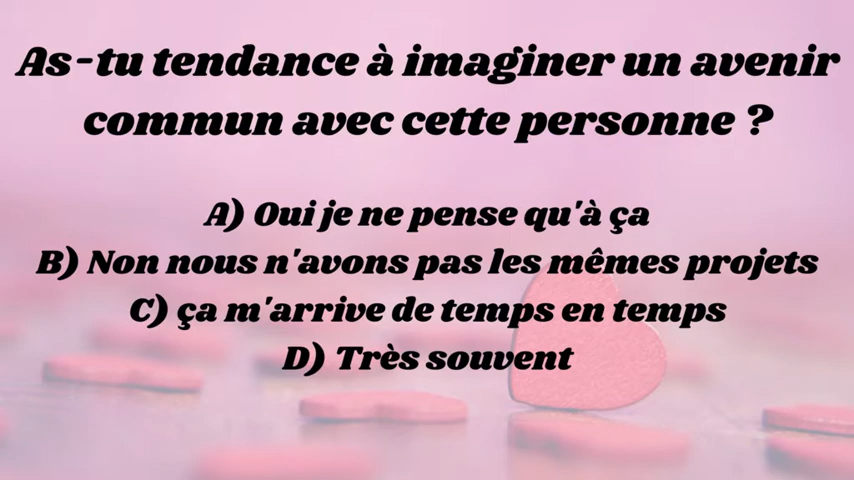 As-tu tendance à imaginer un avenir
commun avec cette personne ?
A) Oui je ne pense qu'à ça
B) Non nous n'avons pas les mêmes projets
C) ça m'arrive de temps en temps
D) Très souvent